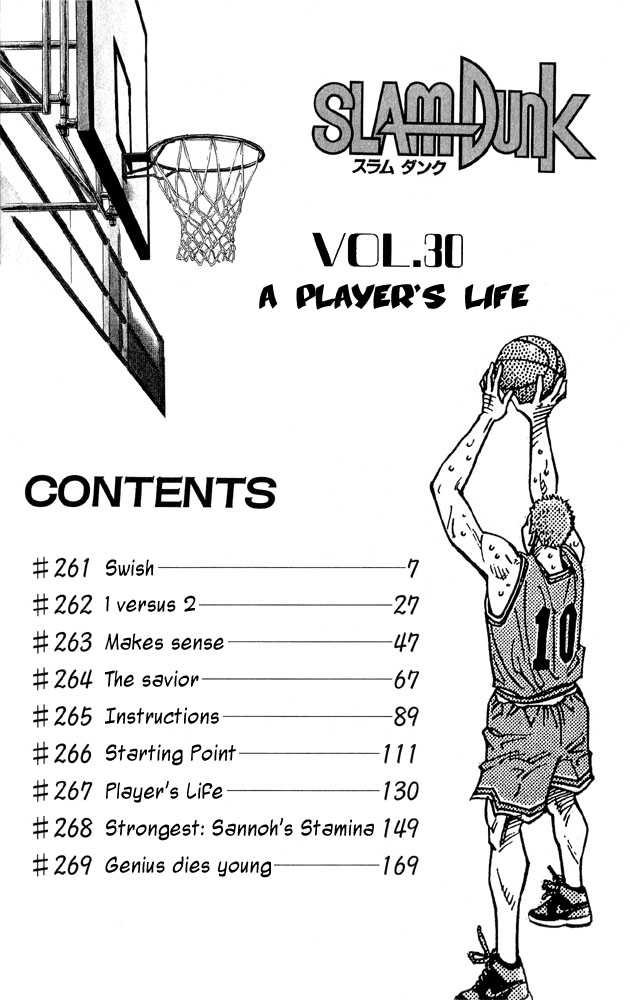 SLAMDUNK
スラム ダンク
VOL.30
A PLAYER'S LIFE
CONTENTS
#261 Swish 7
#262 1 versus 2 27
#263 Makes sense 47
#264 The savior 67
#265 Instructions 89
#266 Starting Point 111
#267 Player's Life 130
#268 Strongest: Sannoh's Stamina 149
#269 Genius dies young 169
10